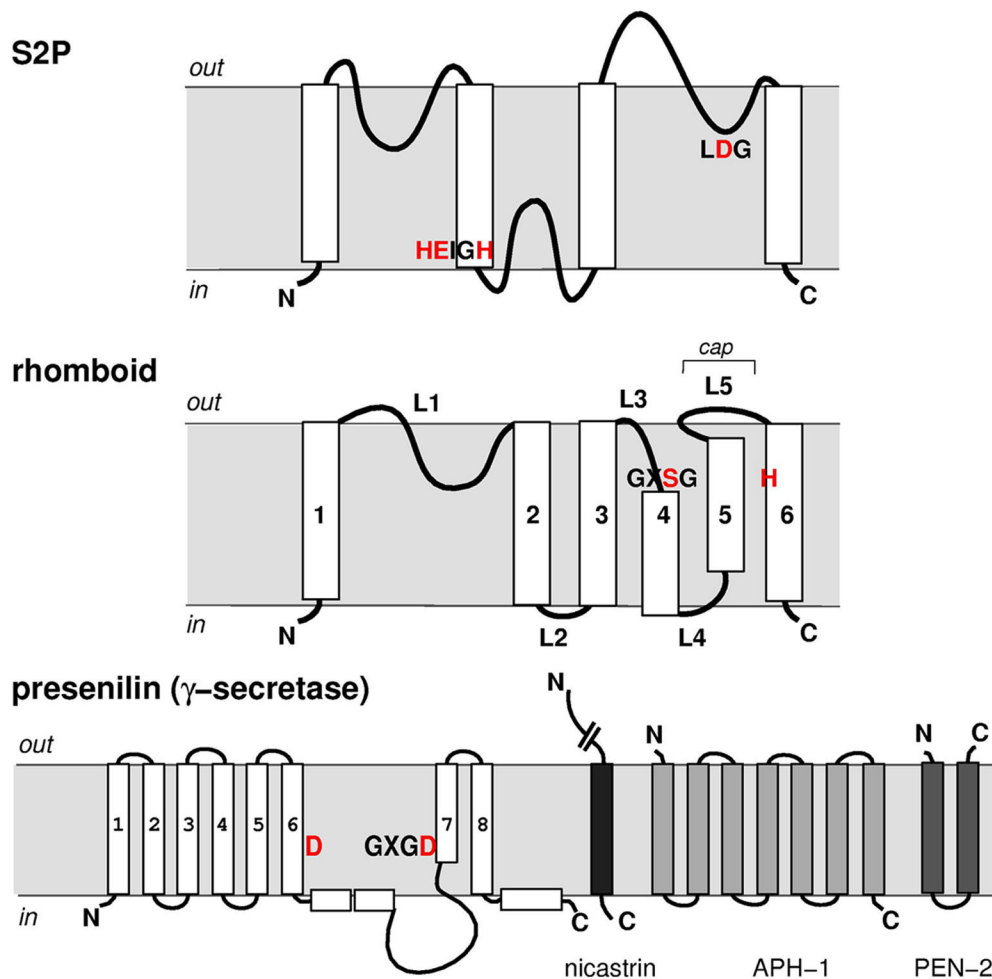 S2P
out
LDG
HEIGH
in
N
C
rhomboid
cap
out
L1
L3
L5
GXSG
H
1
2
3
4
5
6
in
N
L2
L4
C
presenilin (γ−secretase)
N
out
N
N
C
1
2
3
4
5
6
D
GXGD
7
8
in
N
C
C
C
nicastrin
APH−1
PEN−2